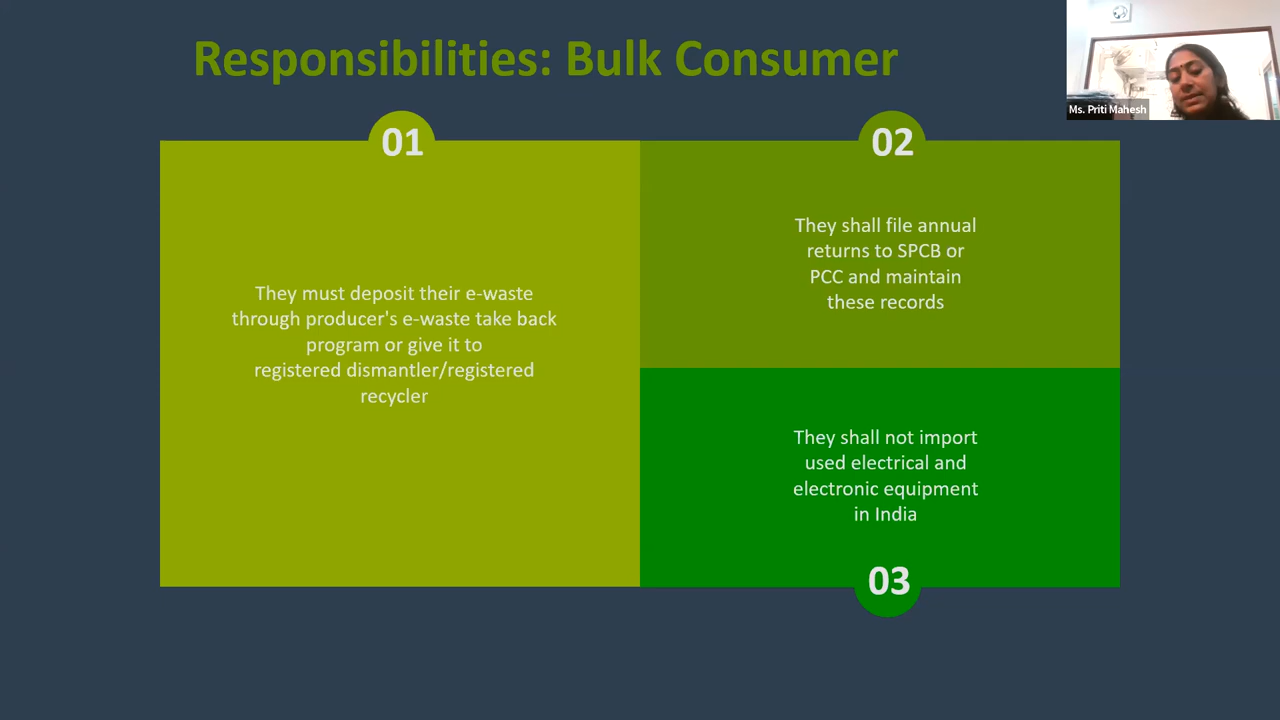 Responsibilities: Bulk Consumer
Ms. Priti Mahesh
01
They must deposit their e-waste
through producer's e-waste take back
program or give it to
registered dismantler/registered
recycler
02
They shall file annual
returns to SPCB or
PCC and maintain
these records
They shall not import
used electrical and
electronic equipment
in India
03